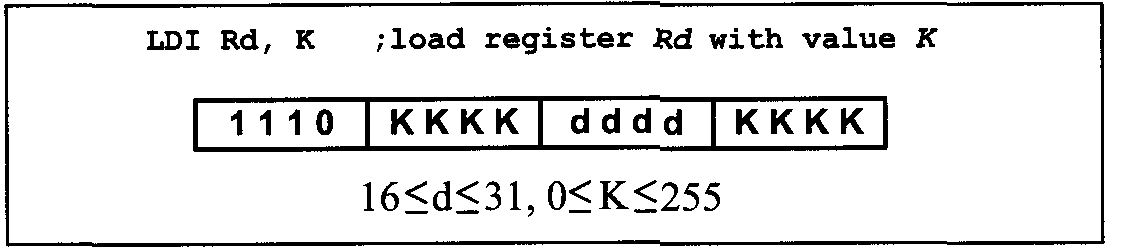 LDI Rd, K ;load register Rd with value K
1110 KKKK dddd KKKK
16≤d≤31, 0≤K≤255